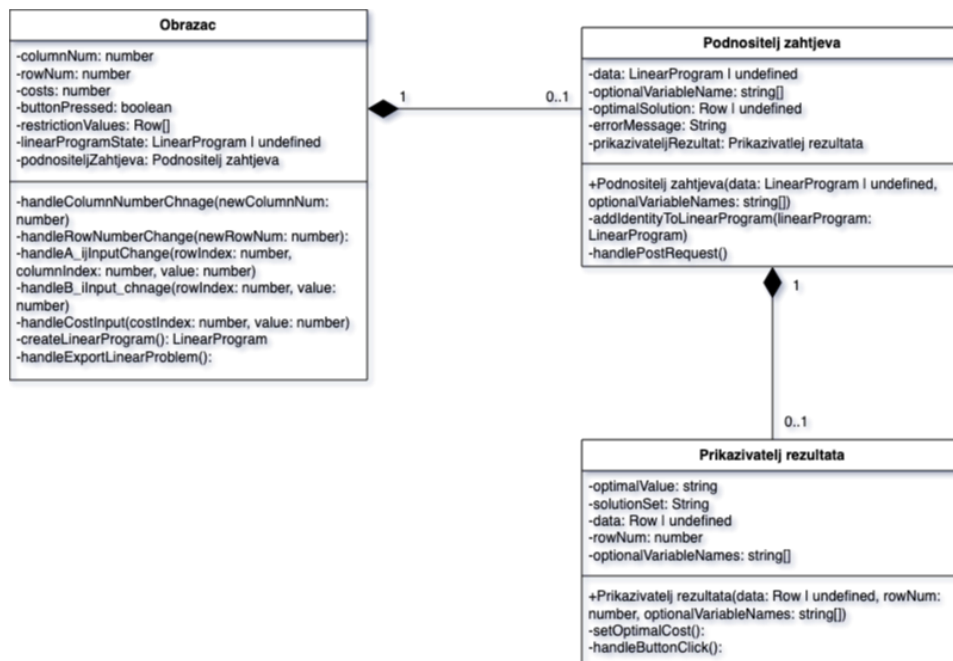 Obrazac
-columnNum: number
-rowNum: number
-costs: number
-buttonPressed: boolean
-restrictionValues: Row[]
-linearProgramState: LinearProgram | undefined
-podnositeljZahtjeva: Podnositelj zahtjeva
-handleColumnNumberChnage(newColumnNum:
number)
-handleRowNumberChange(newRowNum: number):
-handleA_ijInputChange(rowIndex: number,
columnIndex: number, value: number)
-handleB_iInput_chnage(rowIndex: number, value:
number)
-handleCostInput(costIndex: number, value: number)
-createLinearProgram(): LinearProgram
-handleExportLinearProblem():
1
0..1
Podnositelj zahtjeva
-data: LinearProgram | undefined
-optionalVariableName: string[]
-optimalSolution: Row | undefined
-errorMessage: String
-prikazivateljRezultat: Prikazivatlej rezultata
+Podnositelj zahtjeva(data: LinearProgram | undefined,
optionalVariableNames: string[])
-addIdentityToLinearProgram(linearProgram:
LinearProgram)
-handlePostRequest()
1
0..1
Prikazivatelj rezultata
-optimalValue: string
-solutionSet: String
-data: Row | undefined
-rowNum: number
-optionalVariableNames: string[]
+Prikazivatelj rezultata(data: Row | undefined, rowNum:
number, optionalVariableNames: string[])
-setOptimalCost():
-handleButtonClick():